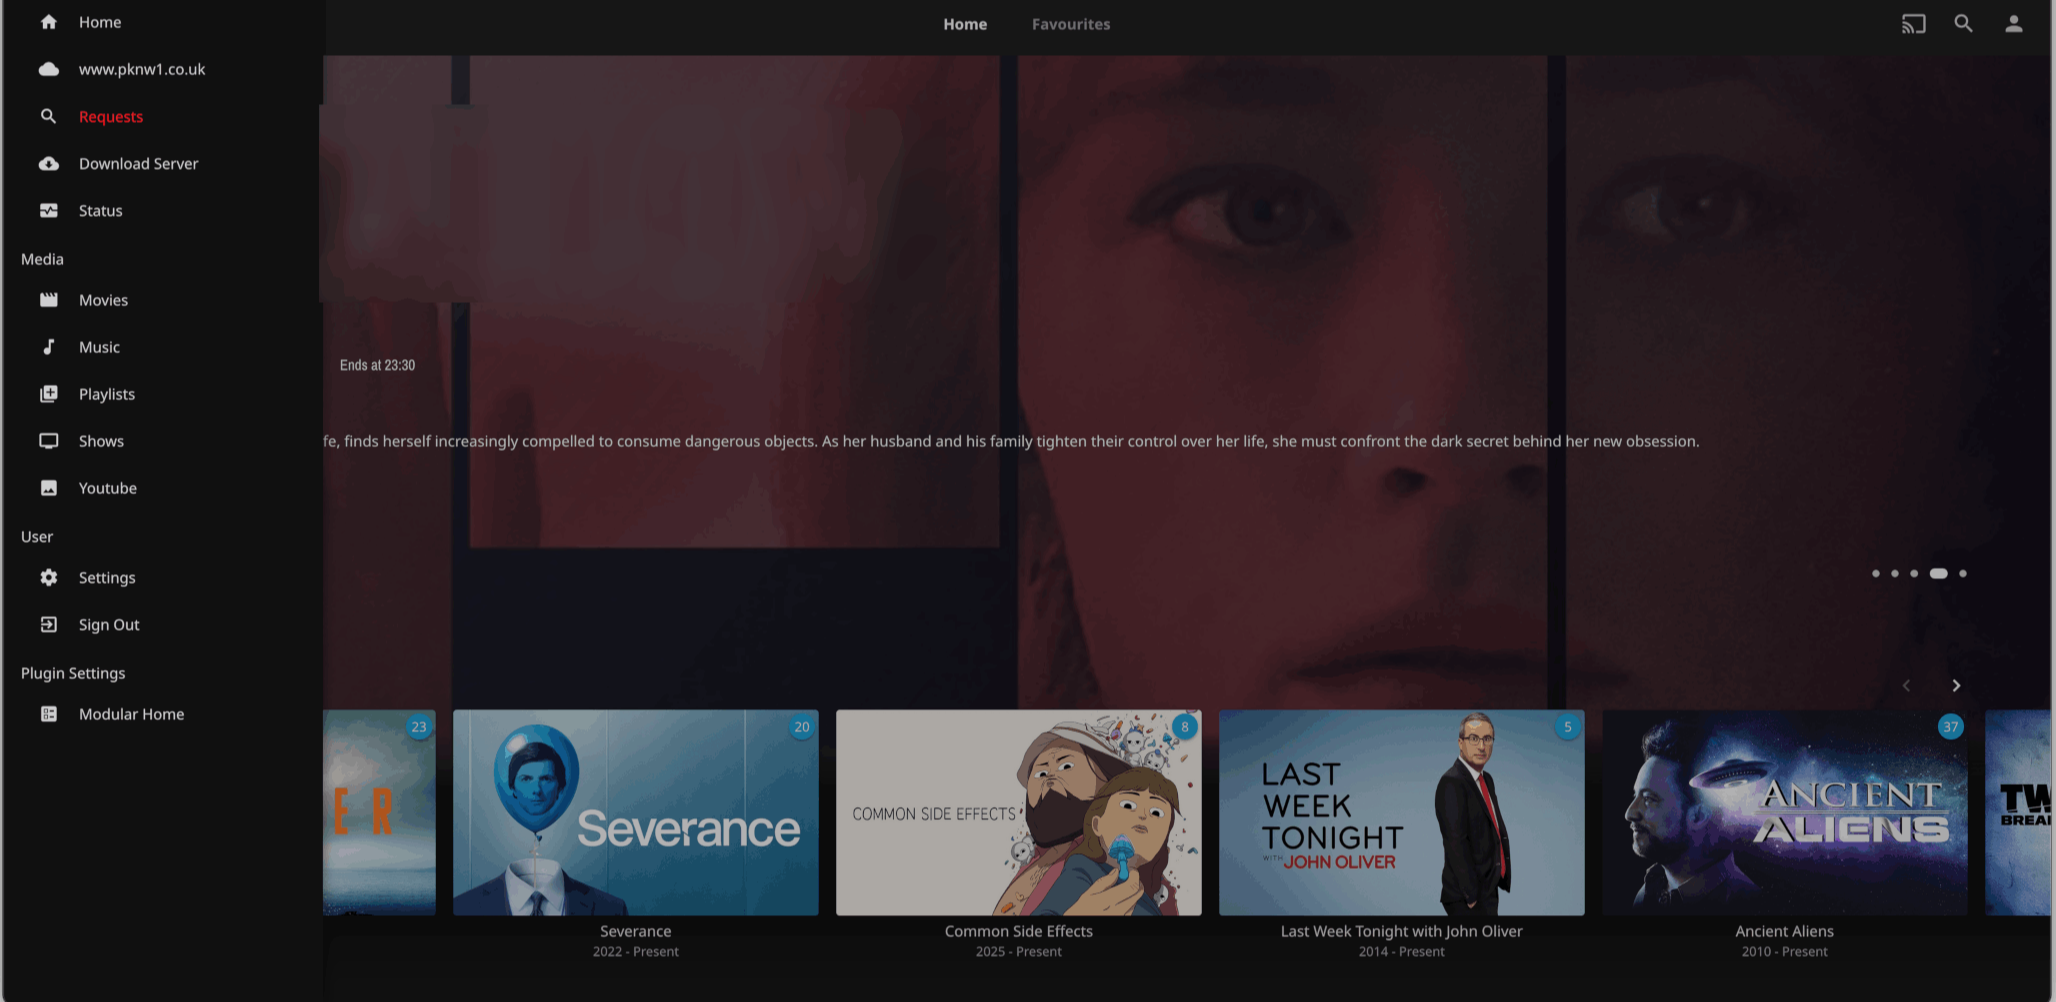 Home
www.pknw1.co.uk
Requests
Download Server
Status
Media
Movies
Music
Playlists
Shows
Youtube
User
Settings
Sign Out
Plugin Settings
Modular Home
Home
Favourites
Ends at 23:30
fe, finds herself increasingly compelled to consume dangerous objects. As her husband and his family tighten their control over her life, she must confront the dark secret behind her new obsession.
ER
23
Severance
20
Severance
2022 - Present
COMMON SIDE EFFECTS
8
Common Side Effects
2025 - Present
LAST
WEEK
TONIGHT
WITH JOHN OLIVER
5
Last Week Tonight with John Oliver
2014 - Present
ANCIENT
ALIENS
37
Ancient Aliens
2010 - Present
TW
BREA